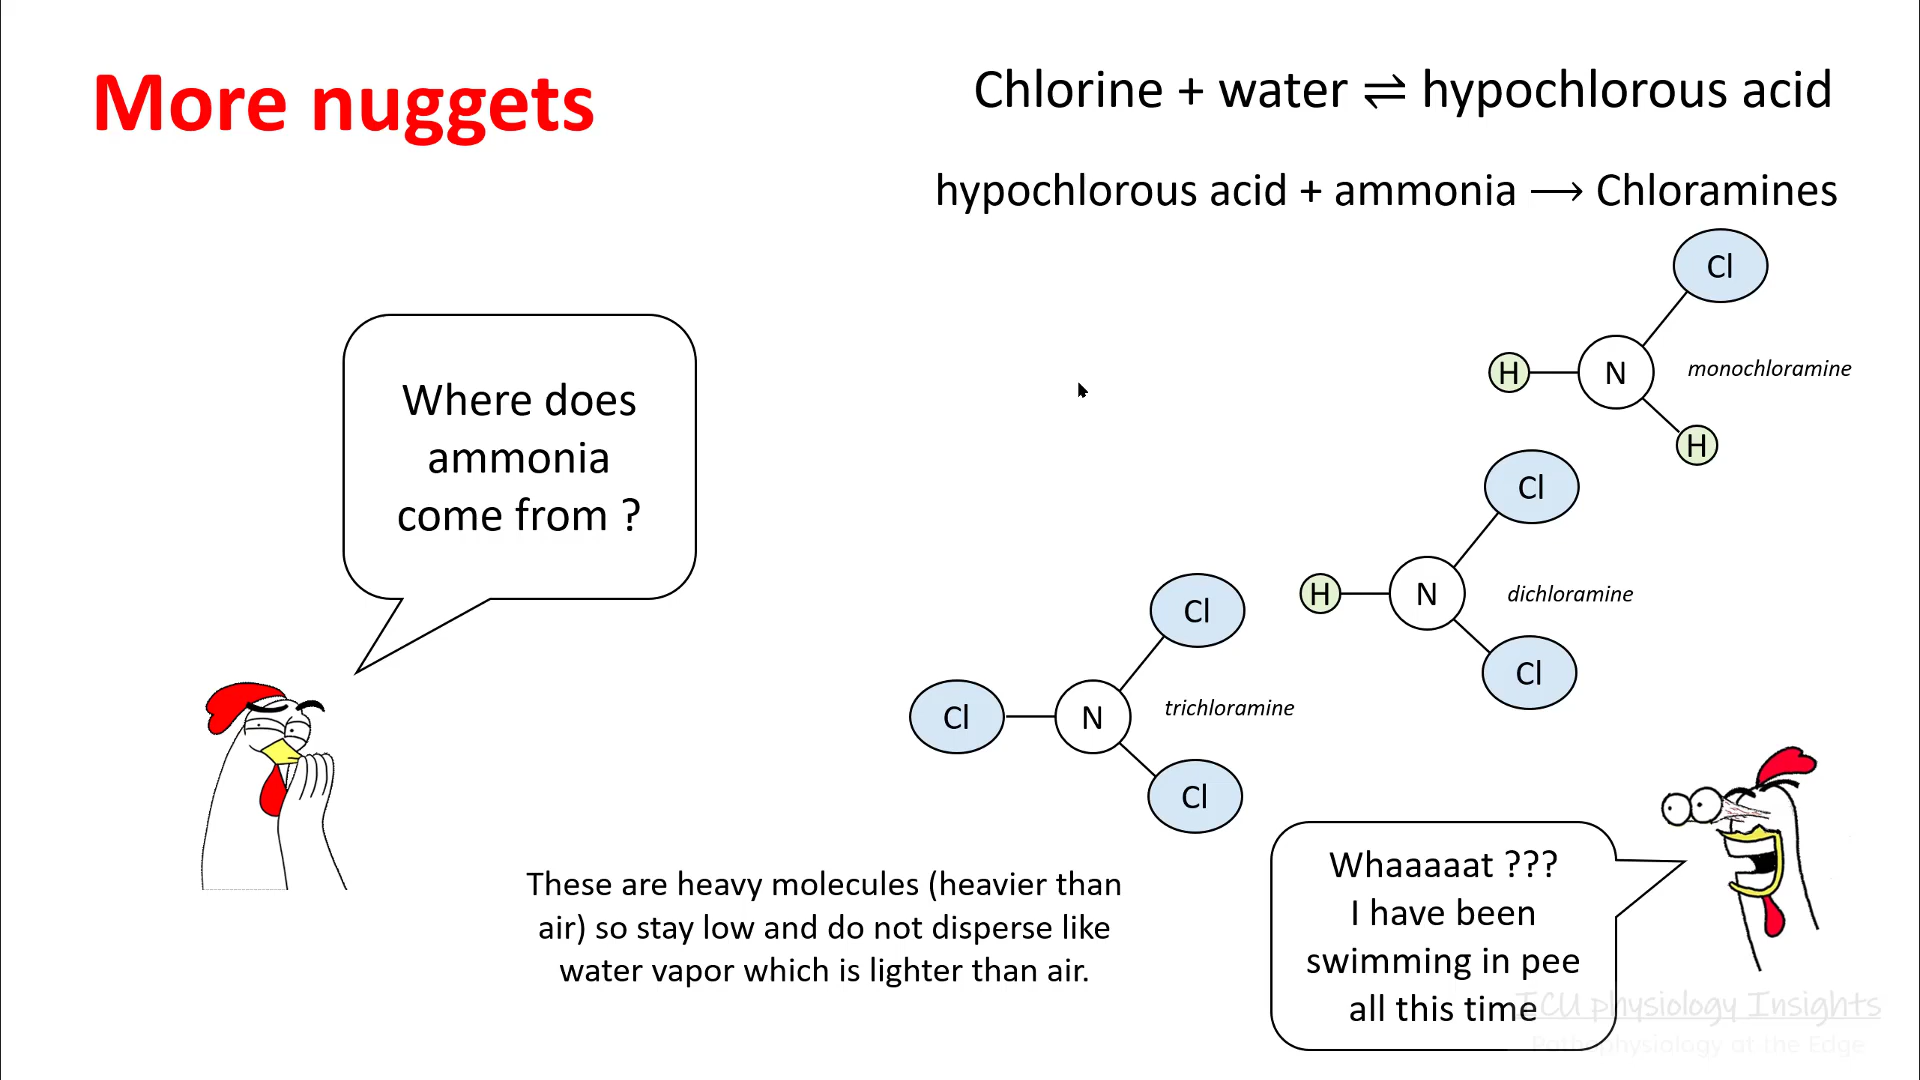 More nuggets
Chlorine + water ⇌ hypochlorous acid
hypochlorous acid + ammonia ⟶ Chloramines
Cl
H
N
monochloramine
H
Where does
ammonia
come from ?
Cl
H
N
dichloramine
Cl
Cl
Cl
N
trichloramine
Cl
These are heavy molecules (heavier than
air) so stay low and do not disperse like
water vapor which is lighter than air.
Whaaaaat ???
I have been
swimming in pee
all this time
ICU physiology Insights
Pathophysiology at the Edge